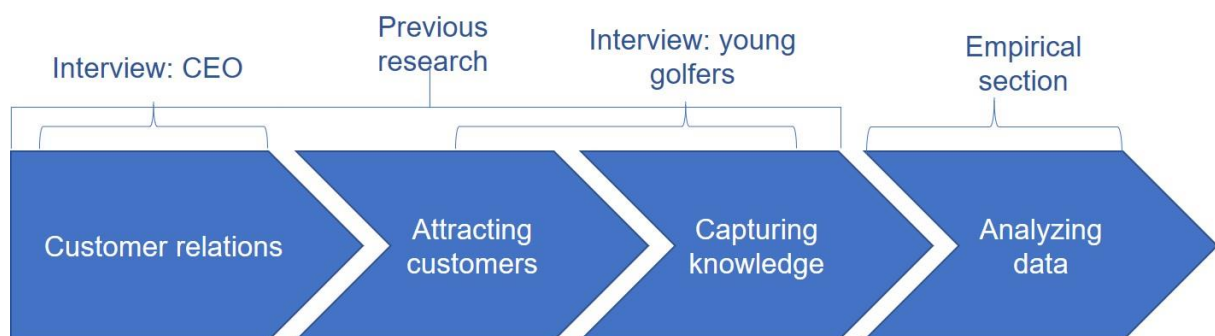 Interview: CEO
Previous
research
Interview: young
golfers
Empirical
section
Customer relations
Attracting
customers
Capturing
knowledge
Analyzing
data